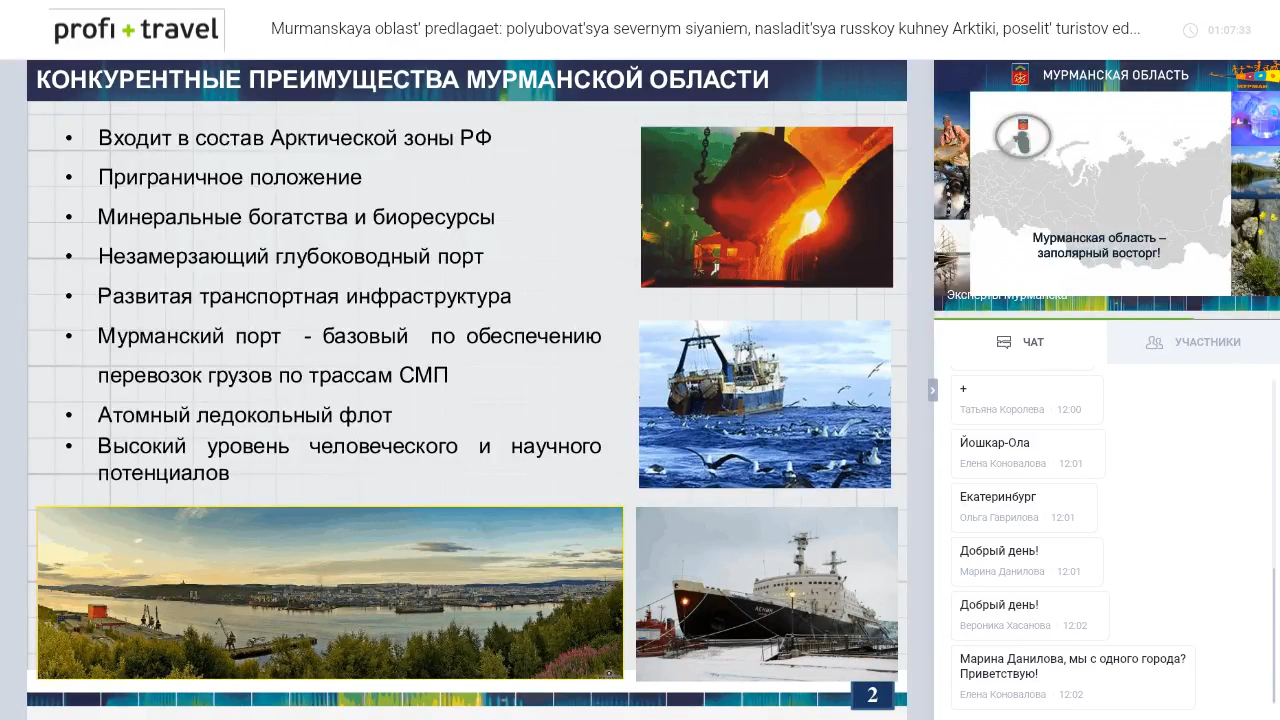 profi + travel
Murmanskaya oblast' predlagaet: polyubovat'sya severnym siyaniem, nasladit'sya russkoy kuhney Arktiki, poselit' turistov ed...
01:07:33
КОНКУРЕНТНЫЕ ПРЕИМУЩЕСТВА МУРМАНСКОЙ ОБЛАСТИ
• Входит в состав Арктической зоны РФ
• Приграничное положение
• Минеральные богатства и биоресурсы
• Незамерзающий глубоководный порт
• Развитая транспортная инфраструктура
• Мурманский порт - базовый по обеспечению
перевозок грузов по трассам СМП
• Атомный ледокольный флот
• Высокий уровень человеческого и научного
потенциалов
ЛЕНИН
2
МУРМАНСКАЯ ОБЛАСТЬ
Мурманская область –
заполярный восторг!
Эксперты Мурманска
ЧАТ
УЧАСТНИКИ
+
Татьяна Королева 12:00
Йошкар-Ола
Елена Коновалова 12:01
Екатеринбург
Ольга Гаврилова 12:01
Добрый день!
Марина Данилова 12:01
Добрый день!
Вероника Хасанова 12:02
Марина Данилова, мы с одного города?
Приветствую!
Елена Коновалова 12:02